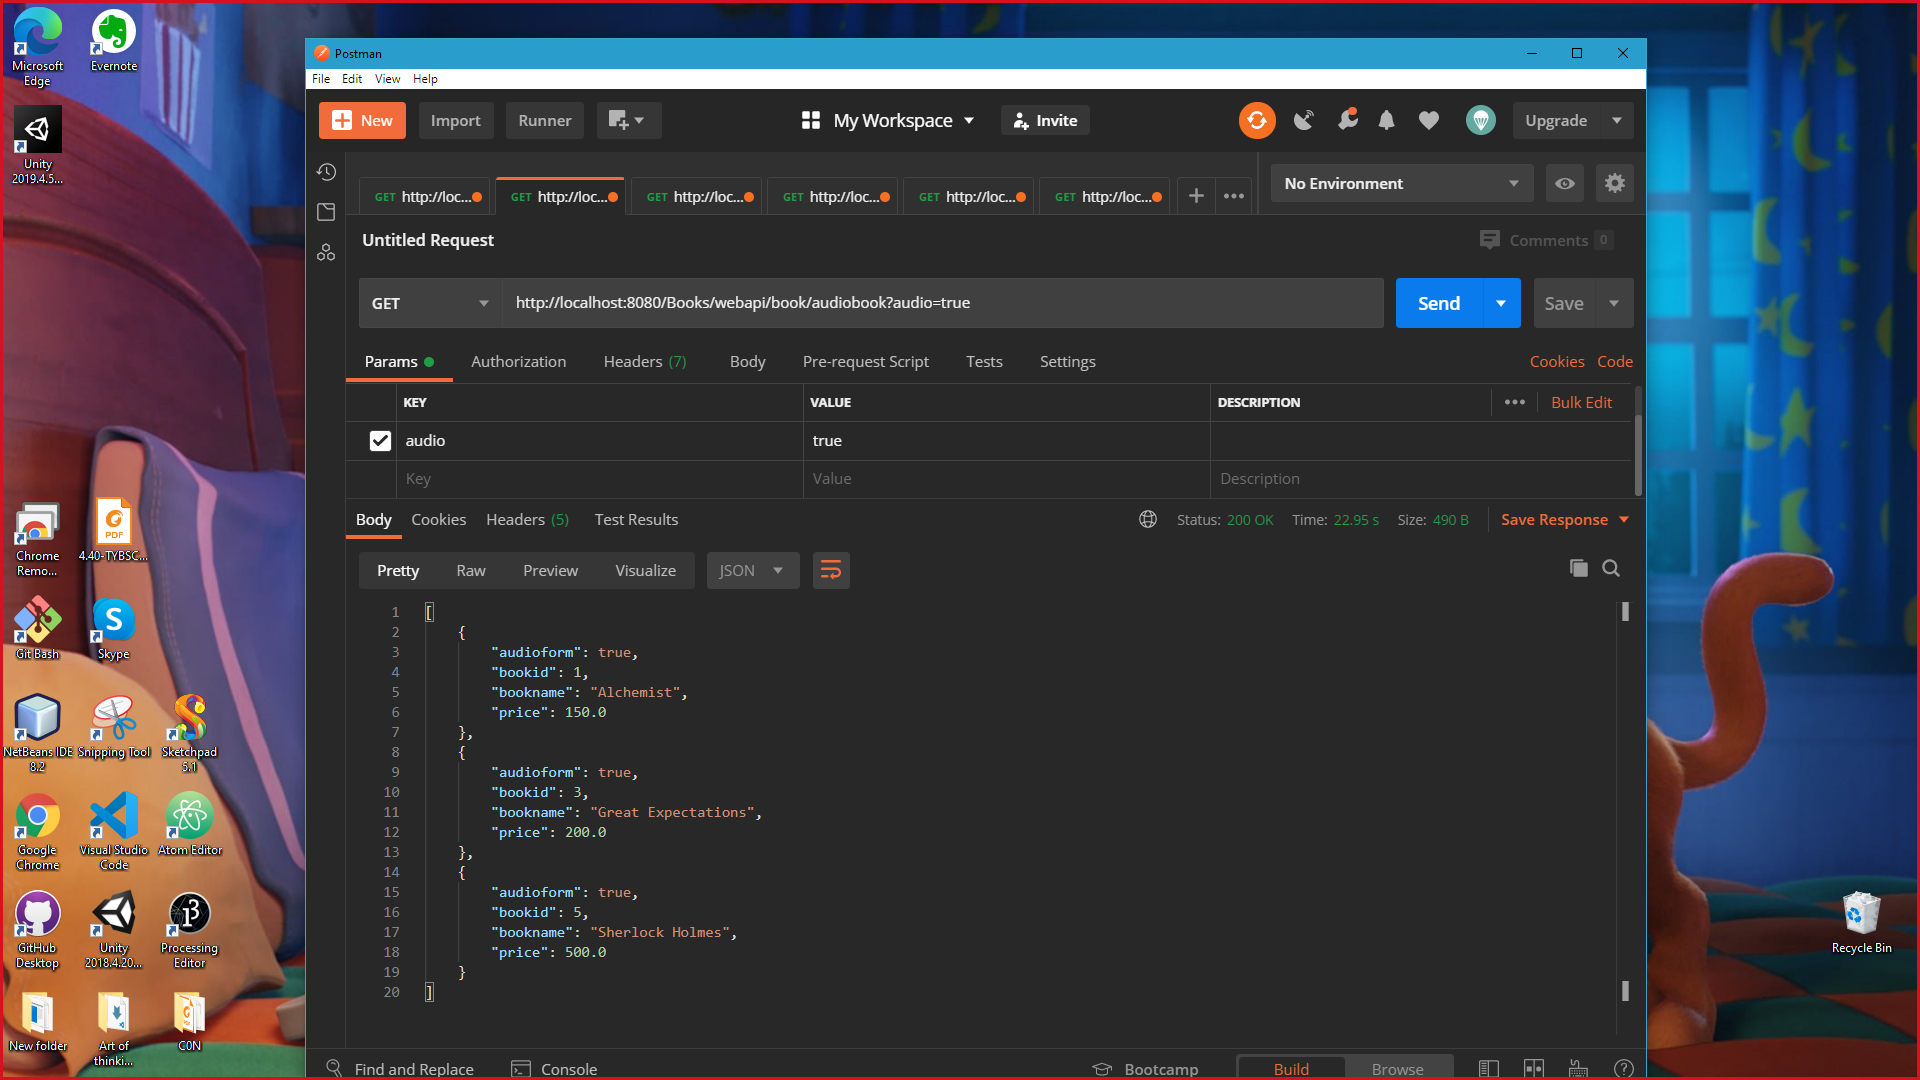 Microsoft
Edge
Evernote
Unity
2019.4.5...
Chrome
Remo...
4.40-TYBSC...
PDF
Git Bash
Skype
NetBeans IDE
8.2
Snipping Tool
Sketchpad
5.1
Google
Chrome
Visual Studio
Code
Atom Editor
GitHub
Desktop
Unity
2018.4.20...
Processing
Editor
New folder
Art of
thinki...
C0N
Recycle Bin
Postman
File Edit View Help
New Import Runner My Workspace Invite Upgrade
GET http://loc... GET http://loc... GET http://loc... GET http://loc... GET http://loc... GET http://loc... No Environment
Untitled Request Comments 0
GET http://localhost:8080/Books/webapi/book/audiobook?audio=true Send Save
Params Authorization Headers (7) Body Pre-request Script Tests Settings Cookies Code
KEY VALUE DESCRIPTION Bulk Edit
audio true
Key Value Description
Body Cookies Headers (5) Test Results Status: 200 OK Time: 22.95 s Size: 490 B Save Response
Pretty Raw Preview Visualize JSON
1 [
2 {
3 "audioform": true,
4 "bookid": 1,
5 "bookname": "Alchemist",
6 "price": 150.0
7 },
8 {
9 "audioform": true,
10 "bookid": 3,
11 "bookname": "Great Expectations",
12 "price": 200.0
13 },
14 {
15 "audioform": true,
16 "bookid": 5,
17 "bookname": "Sherlock Holmes",
18 "price": 500.0
19 }
20 ]
Find and Replace Console Bootcamp Build Browse